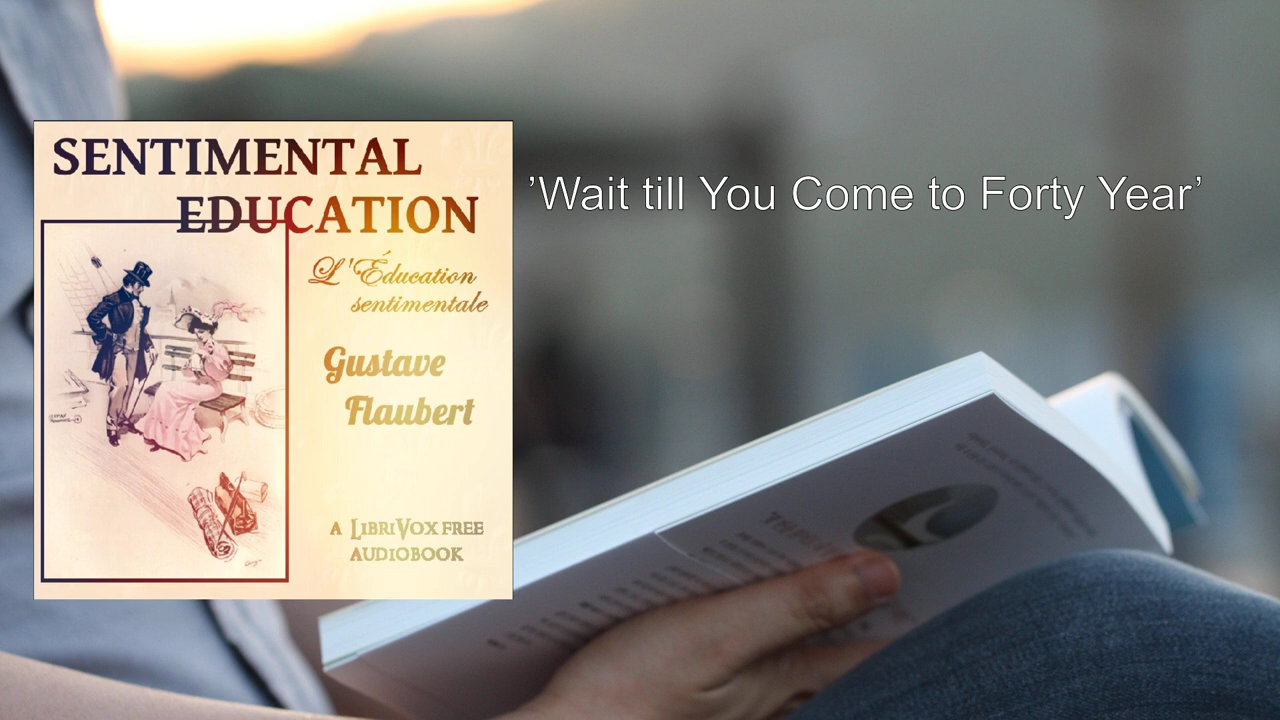 SENTIMENTAL
EDUCATION
L'Éducation
sentimentale
Gustave
Flaubert
A LIBRIVOX FREE
AUDIOBOOK
’Wait till You Come to Forty Year’